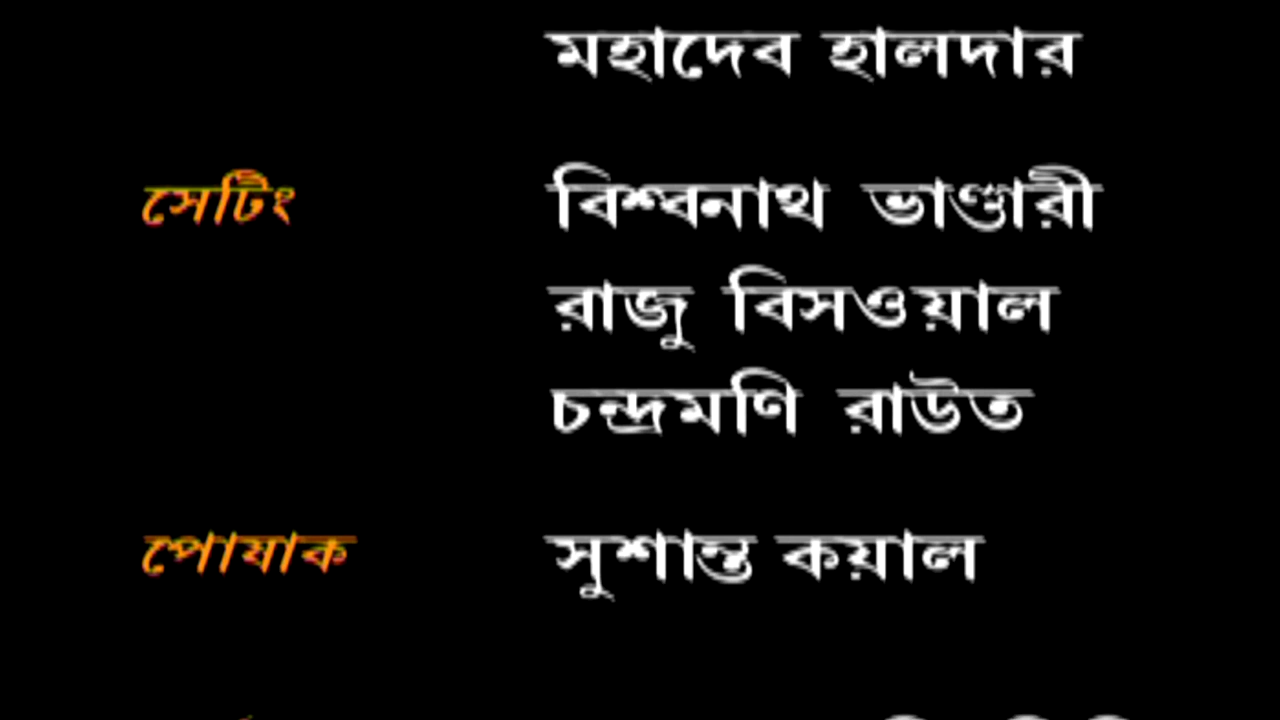 মহাদেব হালদার
সেটিং বিশ্বনাথ ভাণ্ডারী
রাজু বিসওয়াল
চন্দ্রমণি রাউত
পোষাক সুশান্ত কয়াল